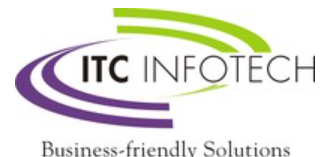 ITC INFOTECH
Business-friendly Solutions